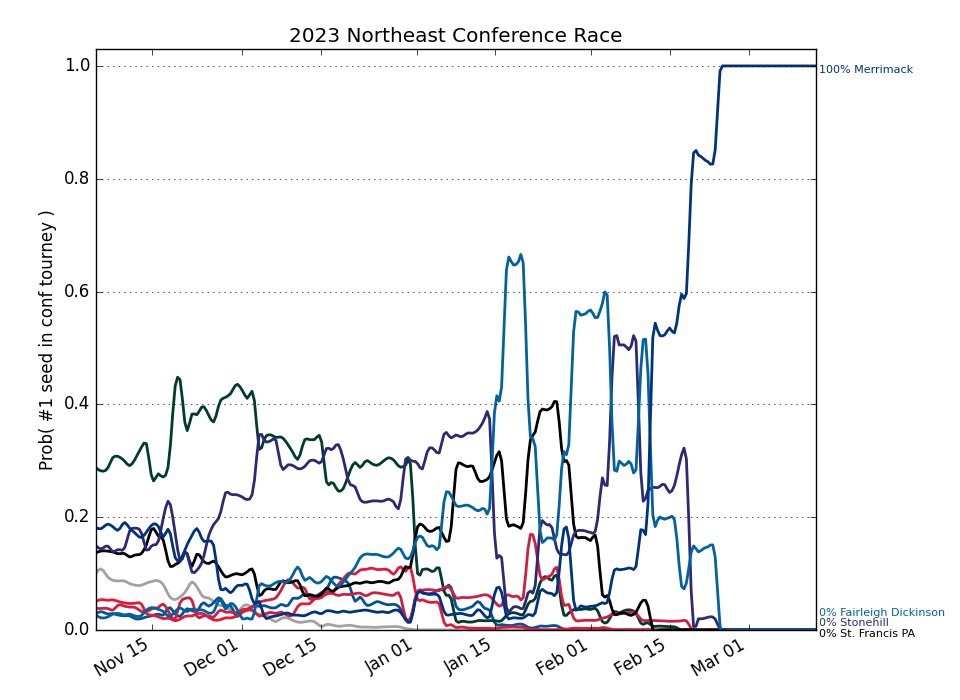 2023 Northeast Conference Race
Prob( #1 seed in conf tourney )
1.0
0.8
0.6
0.4
0.2
0.0
100% Merrimack
0% Fairleigh Dickinson
0% Stonehill
0% St. Francis PA
Nov 15
Dec 01
Dec 15
Jan 01
Jan 15
Feb 01
Feb 15
Mar 01